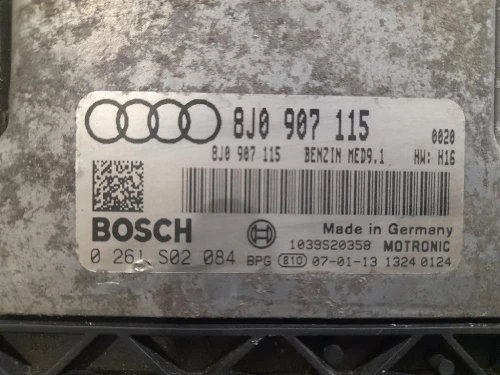 8J0 907 115 0020
8J0 907 115 BENZIN MED9.1 HW: H16
BOSCH Made in Germany
1039S20358 MOTRONIC
0 261 S02 084 BPG 810 07-01-13 1324 0124